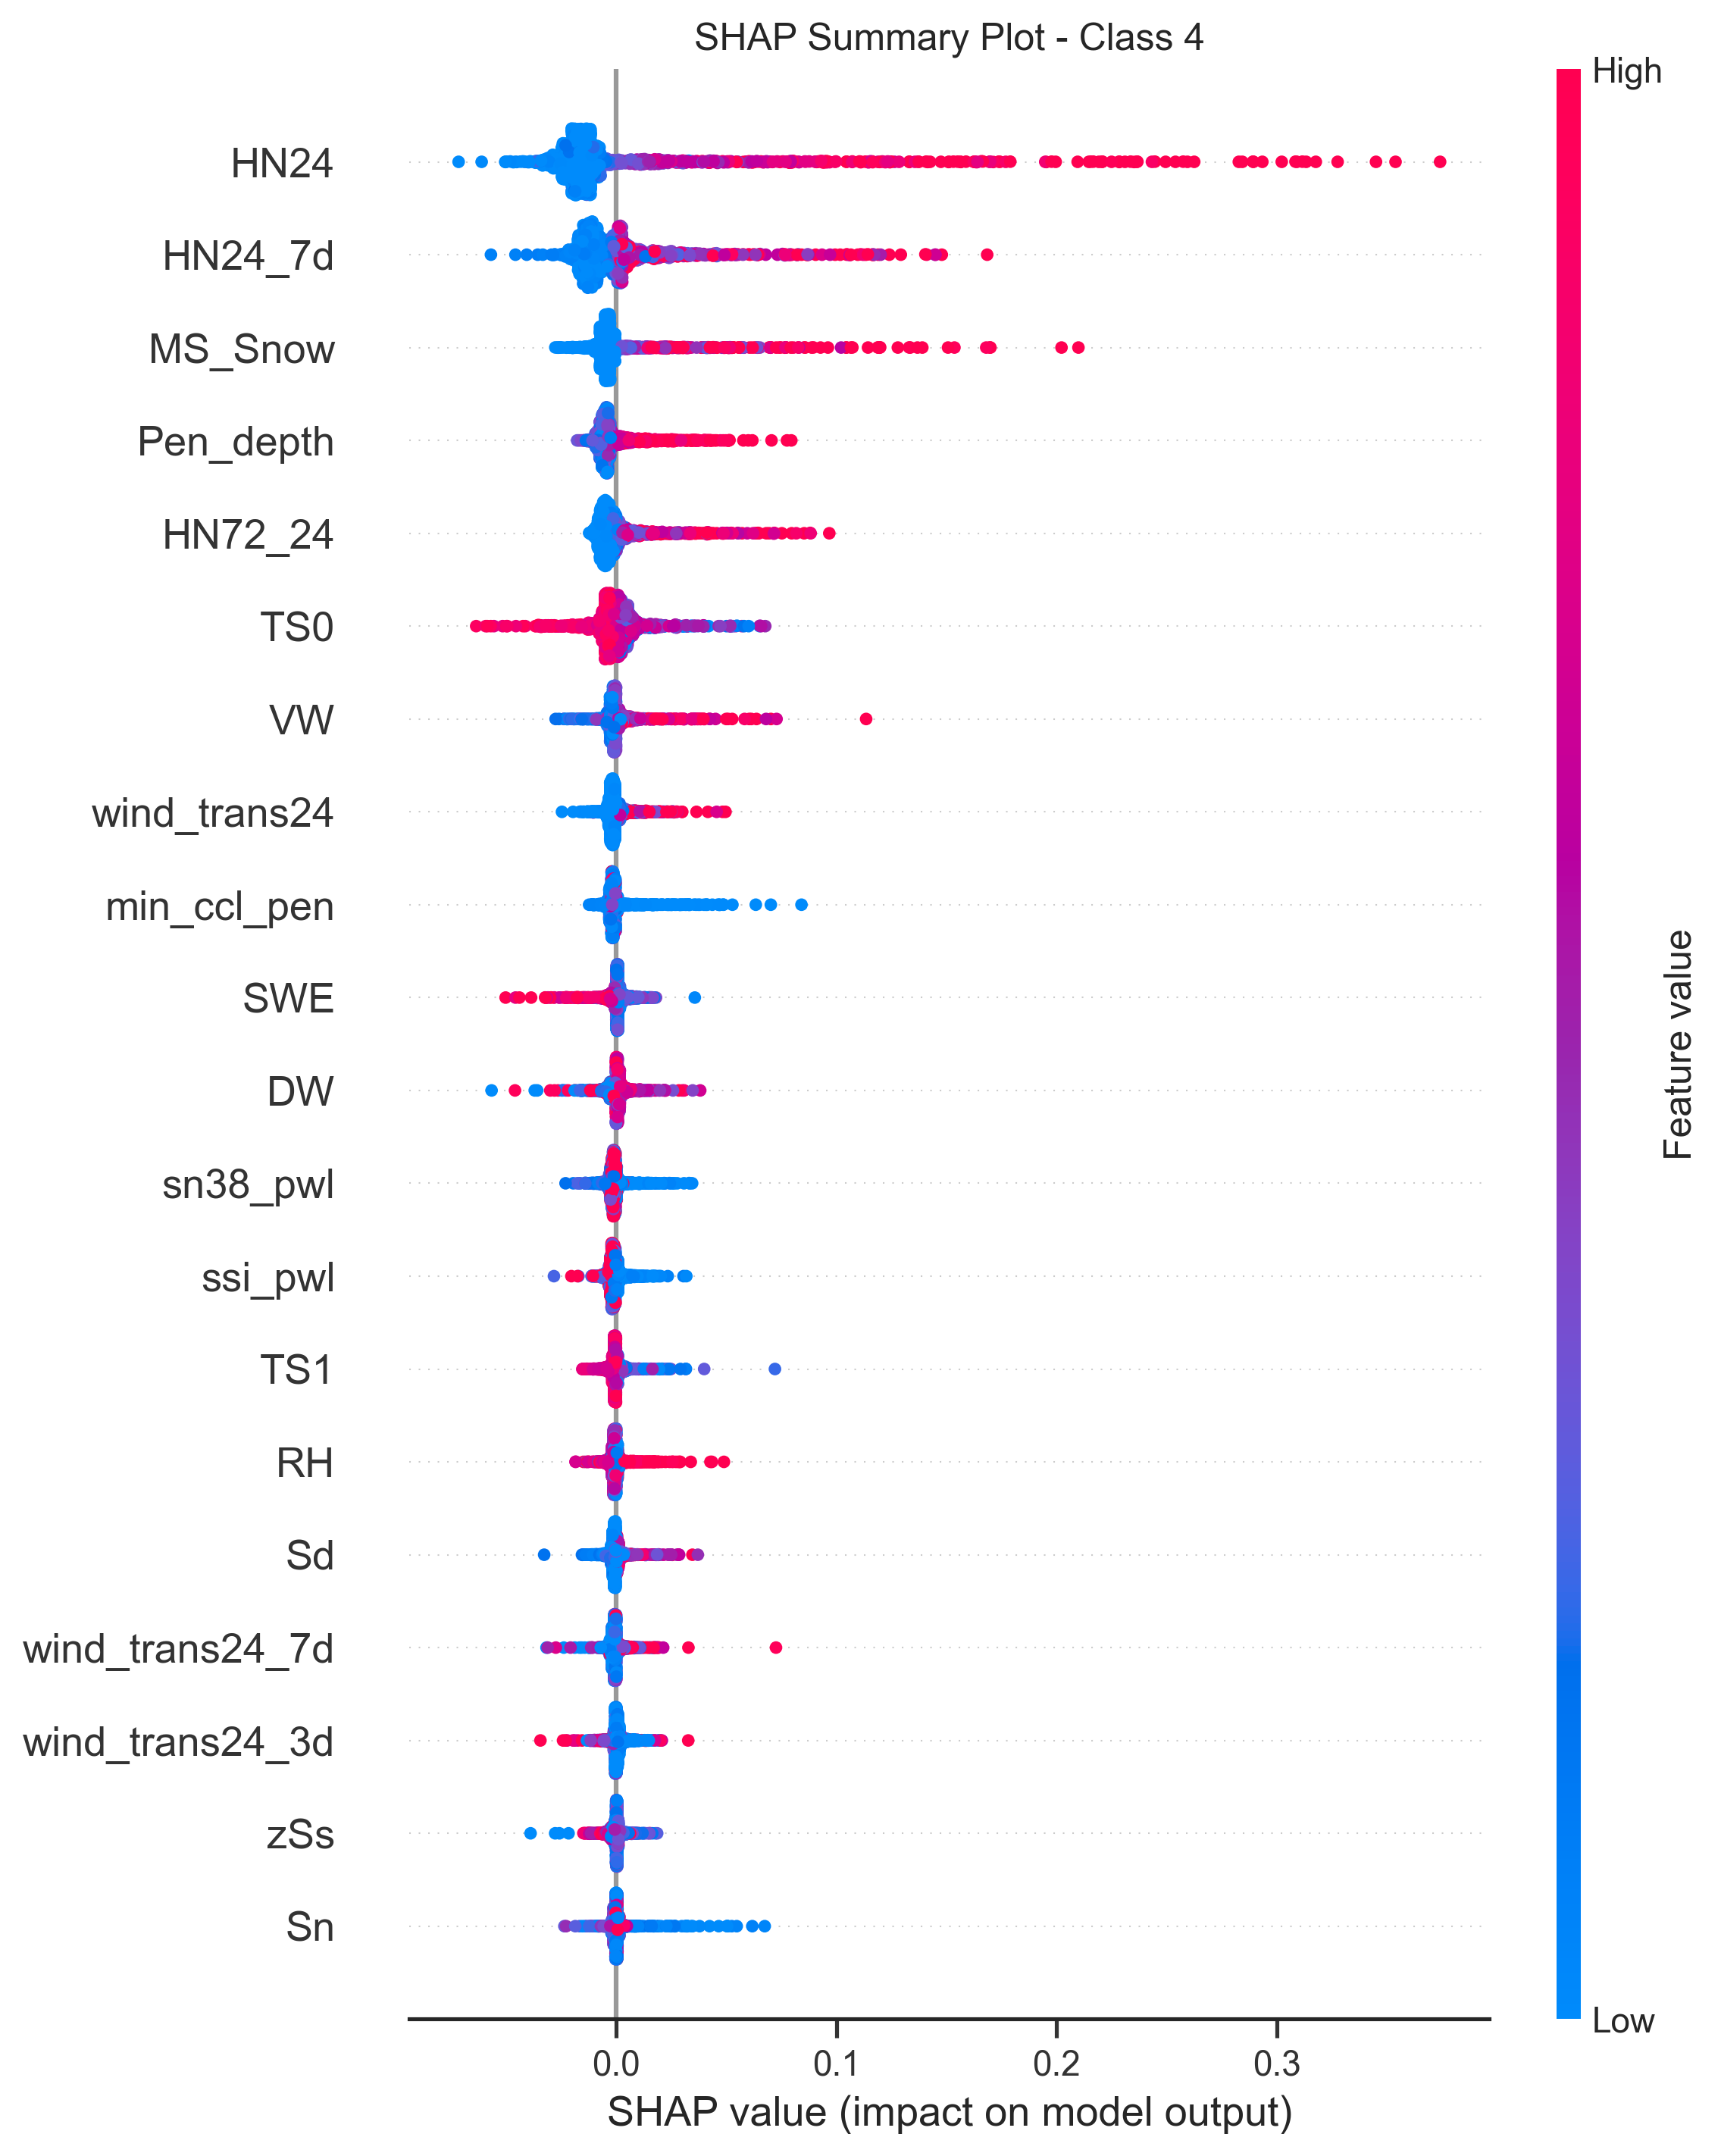 SHAP Summary Plot - Class 4
High
HN24
HN24_7d
MS_Snow
Pen_depth
HN72_24
TS0
VW
wind_trans24
min_ccl_pen
SWE
DW
sn38_pwl
ssi_pwl
TS1
RH
Sd
wind_trans24_7d
wind_trans24_3d
zSs
Sn
Feature value
Low
0.0 0.1 0.2 0.3
SHAP value (impact on model output)